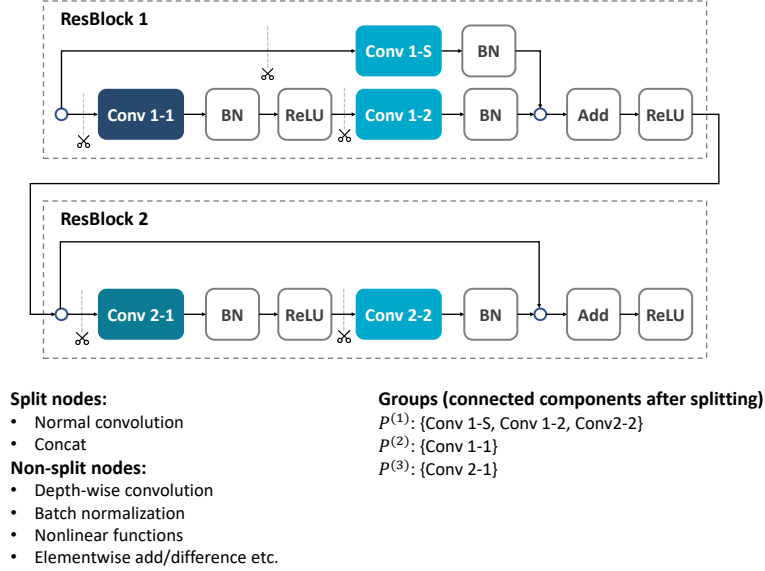 ResBlock 1
Conv 1-S
BN
Conv 1-1
BN
ReLU
Conv 1-2
BN
Add
ReLU
ResBlock 2
Conv 2-1
BN
ReLU
Conv 2-2
BN
Add
ReLU
Split nodes:
• Normal convolution
• Concat
Non-split nodes:
• Depth-wise convolution
• Batch normalization
• Nonlinear functions
• Elementwise add/difference etc.
Groups (connected components after splitting)
P^(1): {Conv 1-S, Conv 1-2, Conv2-2}
P^(2): {Conv 1-1}
P^(3): {Conv 2-1}